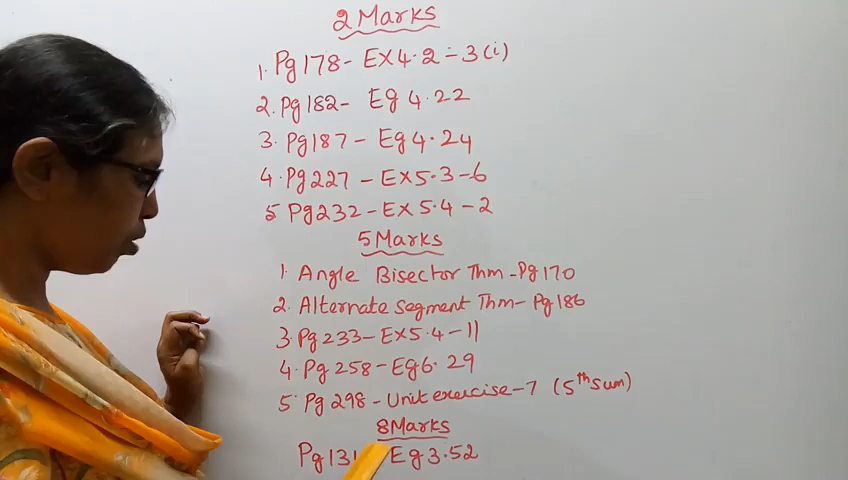 2 Marks
1. Pg 178 - EX 4.2 - 3 (i)
2. Pg 182 - Eg 4.22
3. Pg 187 - Eg 4.24
4. Pg 227 - EX 5.3 - 6
5 Pg 232 - EX 5.4 - 2
5 Marks
1. Angle Bisector Thm - Pg 170
2. Alternate segment Thm - Pg 186
3. Pg 233 - EX 5.4 - 11
4. Pg 258 - Eg 6.29
5. Pg 298 - Unit exercise - 7 (5th Sum)
8 Marks
Pg 131 Eg 3.52